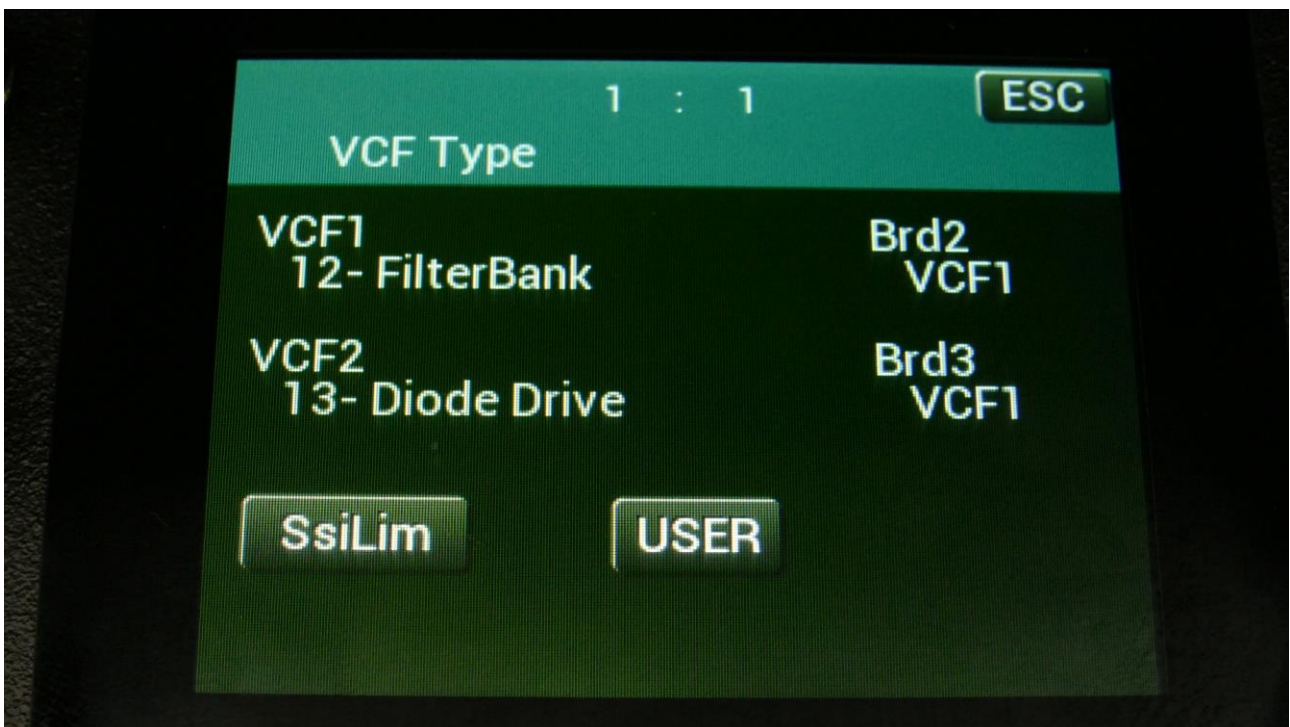 1 : 1 ESC
VCF Type
VCF1 Brd2
12- FilterBank VCF1
VCF2 Brd3
13- Diode Drive VCF1
SsiLim USER